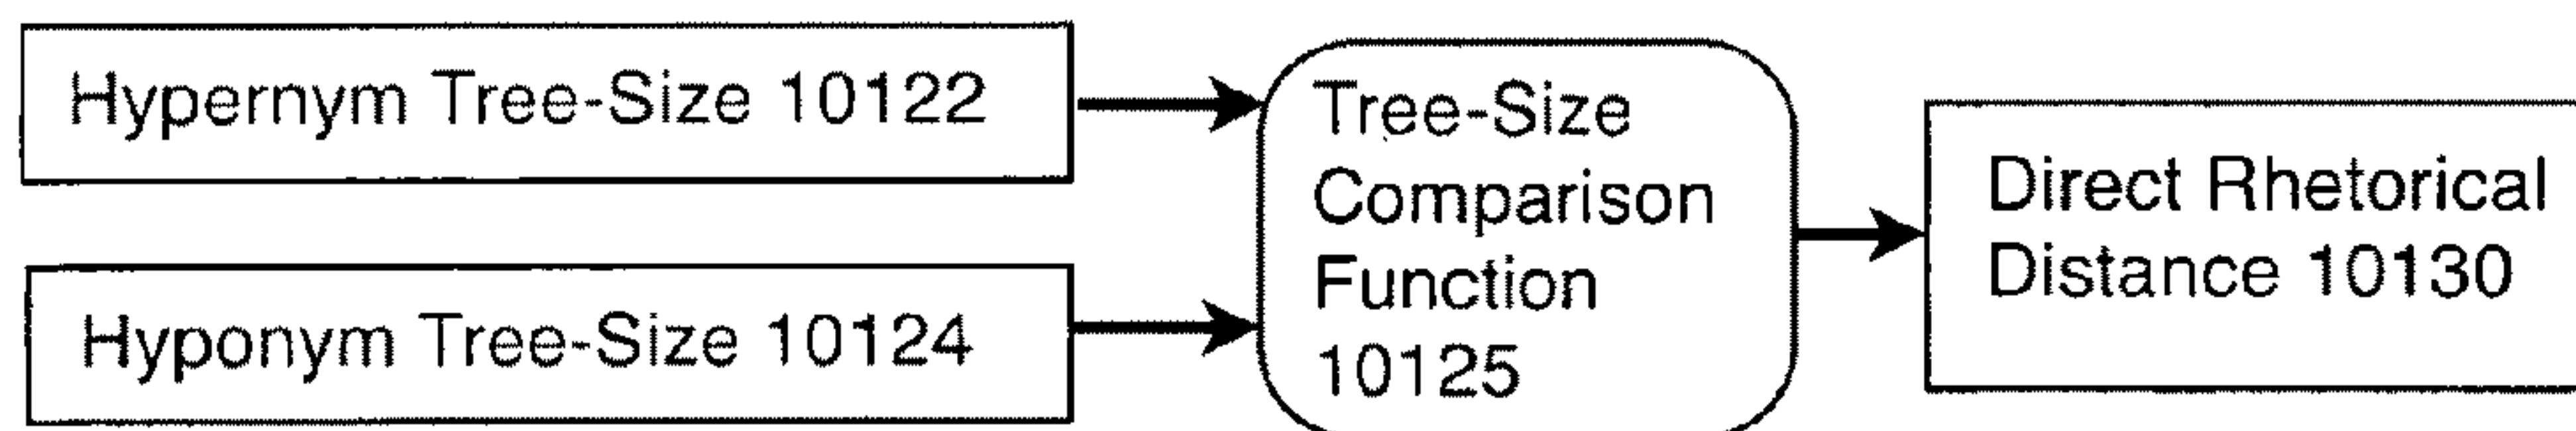 Hypernym Tree-Size 10122
Hyponym Tree-Size 10124
Tree-Size
Comparison
Function
10125
Direct Rhetorical
Distance 10130